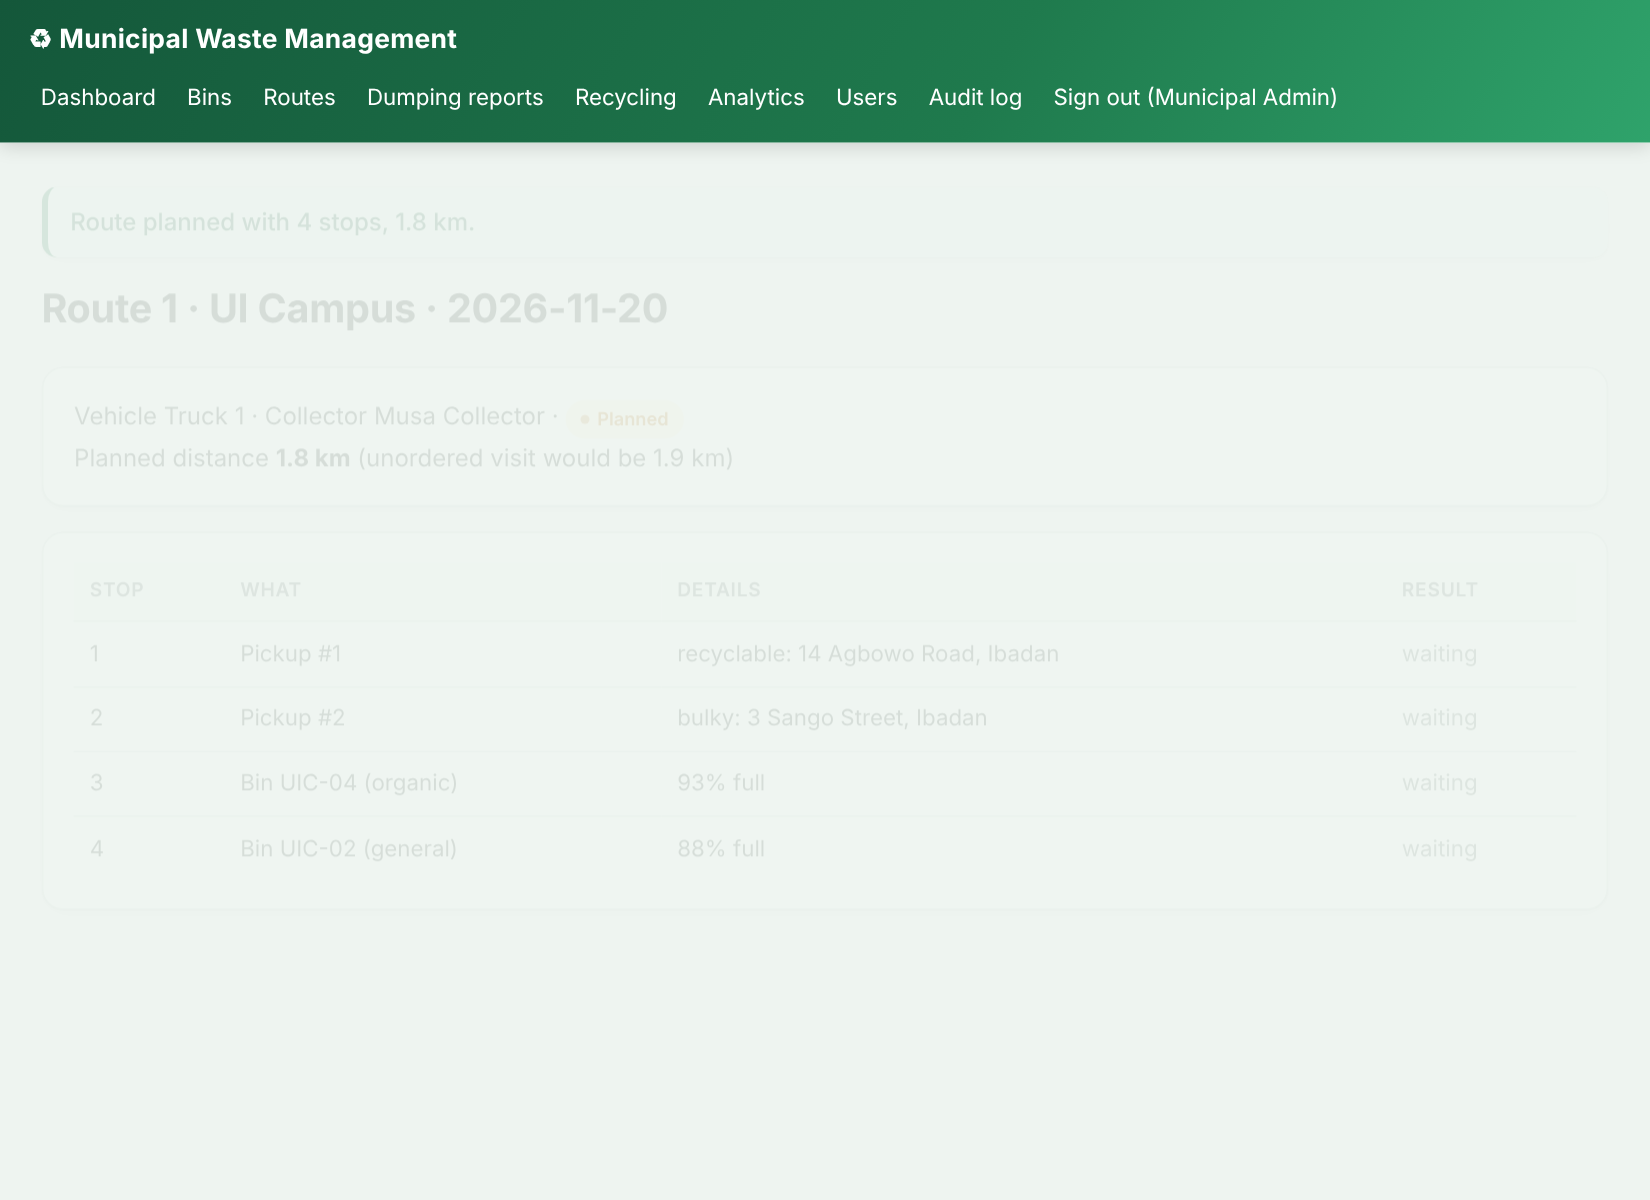 ♻ Municipal Waste Management
Dashboard Bins Routes Dumping reports Recycling Analytics Users Audit log Sign out (Municipal Admin)
Route planned with 4 stops, 1.8 km.
Route 1 · UI Campus · 2026-11-20
Vehicle Truck 1 · Collector Musa Collector · Planned
Planned distance 1.8 km (unordered visit would be 1.9 km)
STOP WHAT DETAILS RESULT
1 Pickup #1 recyclable: 14 Agbowo Road, Ibadan waiting
2 Pickup #2 bulky: 3 Sango Street, Ibadan waiting
3 Bin UIC-04 (organic) 93% full waiting
4 Bin UIC-02 (general) 88% full waiting